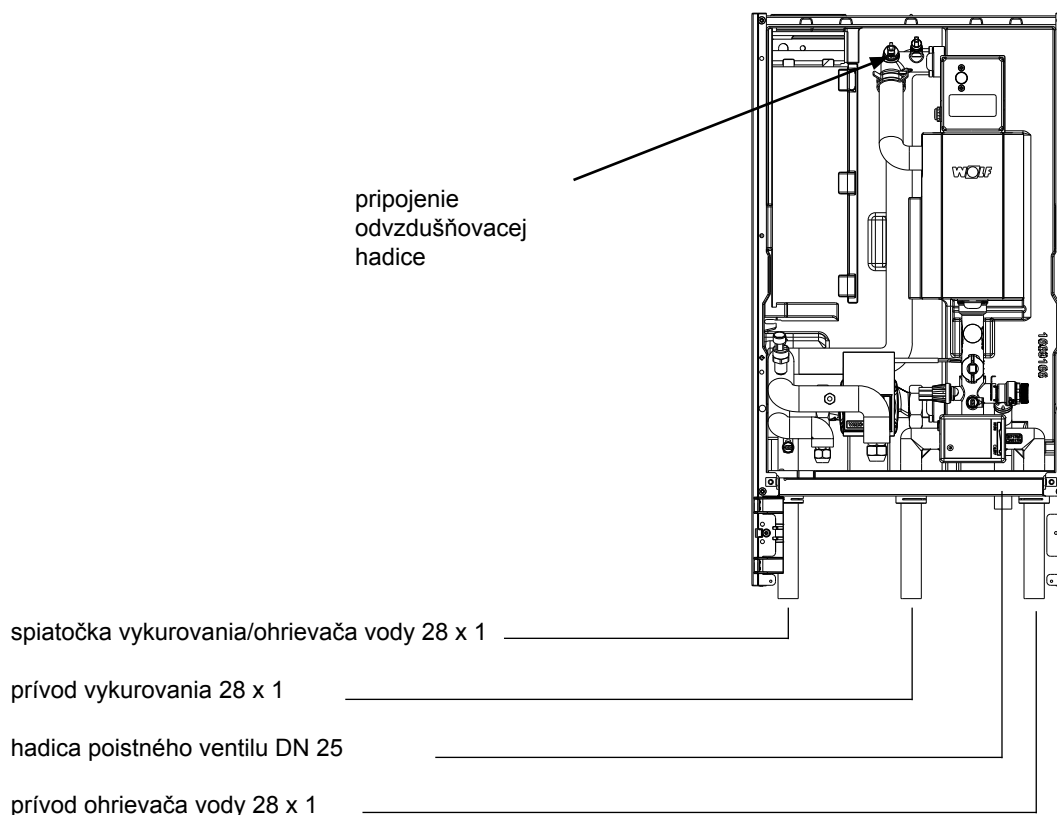 pripojenie
odvzdušňovacej
hadice
WOLF
1669166
spiatočka vykurovania/ohrievača vody 28 x 1
prívod vykurovania 28 x 1
hadica poistného ventilu DN 25
prívod ohrievača vody 28 x 1